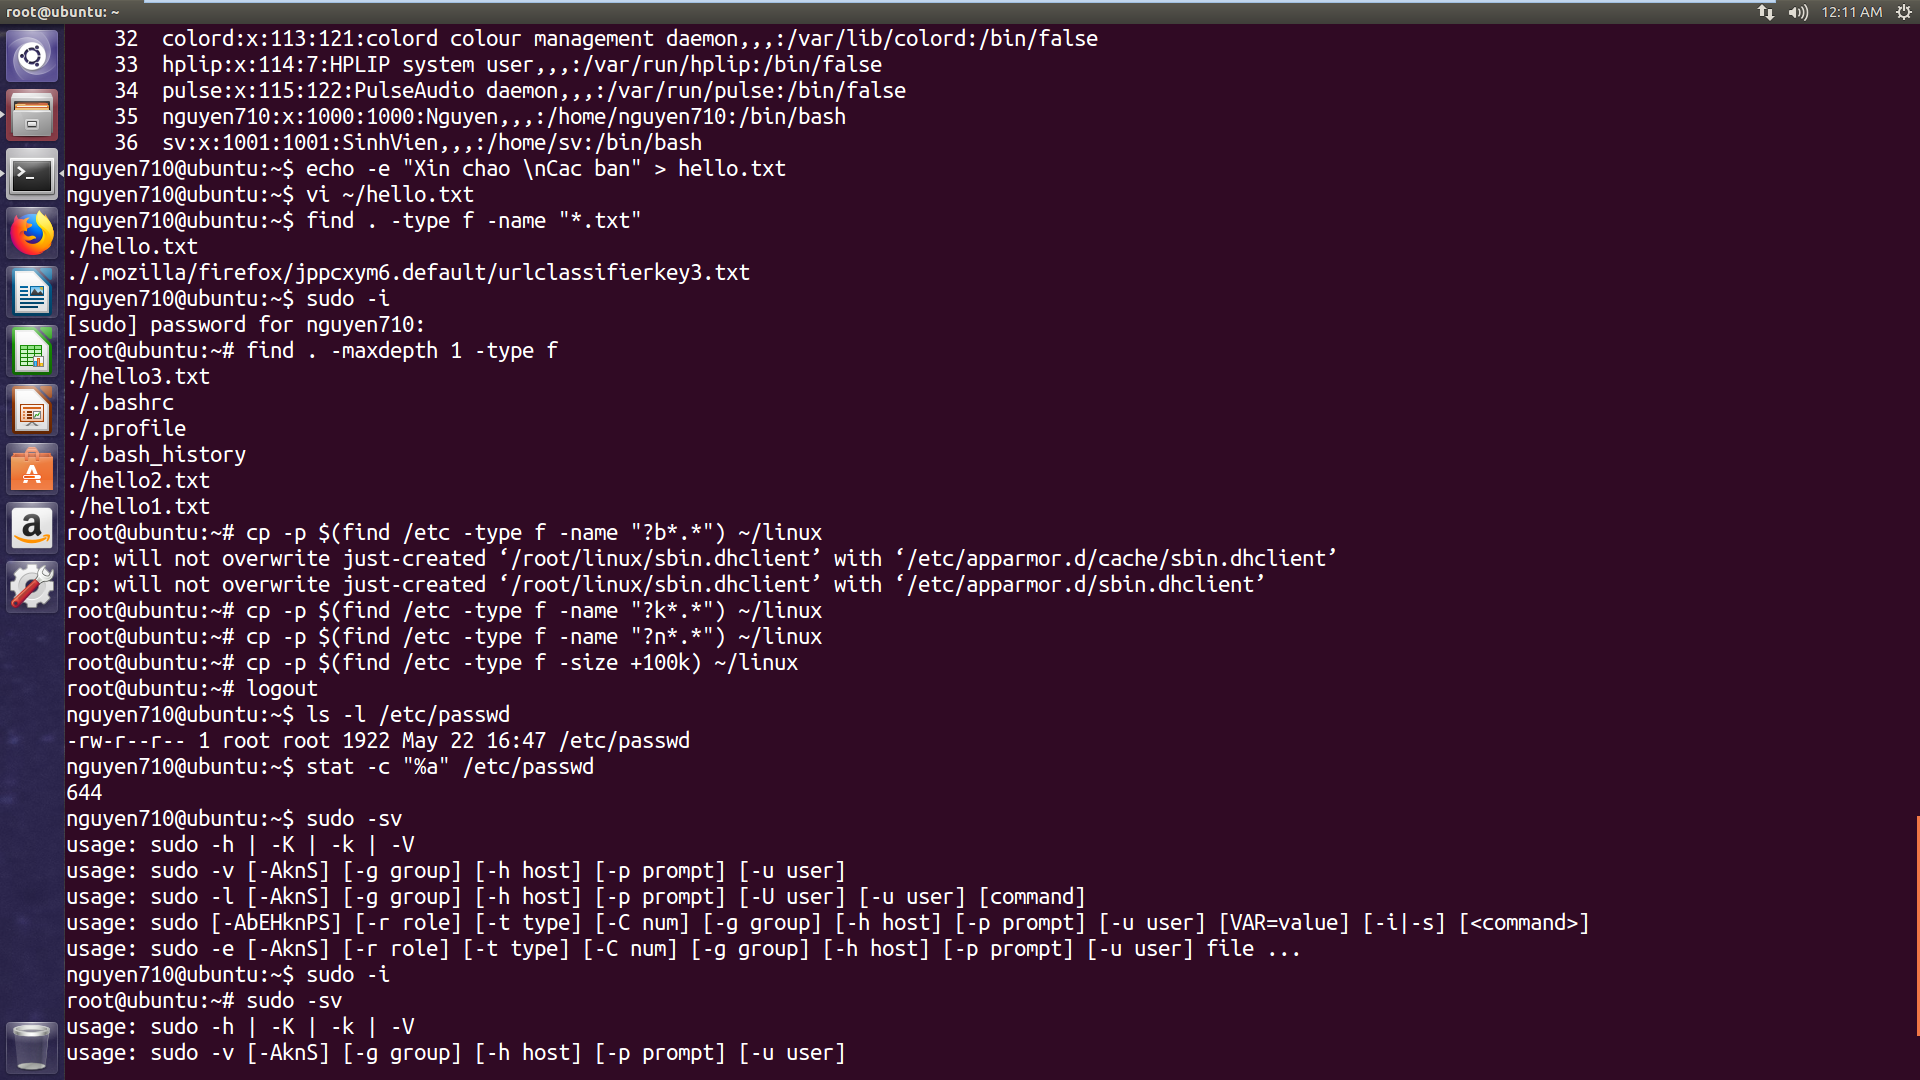 root@ubuntu: ~
12:11 AM
32  colord:x:113:121:colord colour management daemon,,,:/var/lib/colord:/bin/false
33  hplip:x:114:7:HPLIP system user,,,:/var/run/hplip:/bin/false
34  pulse:x:115:122:PulseAudio daemon,,,:/var/run/pulse:/bin/false
35  nguyen710:x:1000:1000:Nguyen,,,:/home/nguyen710:/bin/bash
36  sv:x:1001:1001:SinhVien,,,:/home/sv:/bin/bash
nguyen710@ubuntu:~$ echo -e "Xin chao \nCac ban" > hello.txt
nguyen710@ubuntu:~$ vi ~/hello.txt
nguyen710@ubuntu:~$ find . -type f -name "*.txt"
./hello.txt
./.mozilla/firefox/jppcxym6.default/urlclassifierkey3.txt
nguyen710@ubuntu:~$ sudo -i
[sudo] password for nguyen710:
root@ubuntu:~# find . -maxdepth 1 -type f
./hello3.txt
./.bashrc
./.profile
./.bash_history
./hello2.txt
./hello1.txt
root@ubuntu:~# cp -p $(find /etc -type f -name "?b*.*") ~/linux
cp: will not overwrite just-created ‘/root/linux/sbin.dhclient’ with ‘/etc/apparmor.d/cache/sbin.dhclient’
cp: will not overwrite just-created ‘/root/linux/sbin.dhclient’ with ‘/etc/apparmor.d/sbin.dhclient’
root@ubuntu:~# cp -p $(find /etc -type f -name "?k*.*") ~/linux
root@ubuntu:~# cp -p $(find /etc -type f -name "?n*.*") ~/linux
root@ubuntu:~# cp -p $(find /etc -type f -size +100k) ~/linux
root@ubuntu:~# logout
nguyen710@ubuntu:~$ ls -l /etc/passwd
-rw-r--r-- 1 root root 1922 May 22 16:47 /etc/passwd
nguyen710@ubuntu:~$ stat -c "%a" /etc/passwd
644
nguyen710@ubuntu:~$ sudo -sv
usage: sudo -h | -K | -k | -V
usage: sudo -v [-AknS] [-g group] [-h host] [-p prompt] [-u user]
usage: sudo -l [-AknS] [-g group] [-h host] [-p prompt] [-U user] [-u user] [command]
usage: sudo [-AbEHknPS] [-r role] [-t type] [-C num] [-g group] [-h host] [-p prompt] [-u user] [VAR=value] [-i|-s] [<command>]
usage: sudo -e [-AknS] [-r role] [-t type] [-C num] [-g group] [-h host] [-p prompt] [-u user] file ...
nguyen710@ubuntu:~$ sudo -i
root@ubuntu:~# sudo -sv
usage: sudo -h | -K | -k | -V
usage: sudo -v [-AknS] [-g group] [-h host] [-p prompt] [-u user]